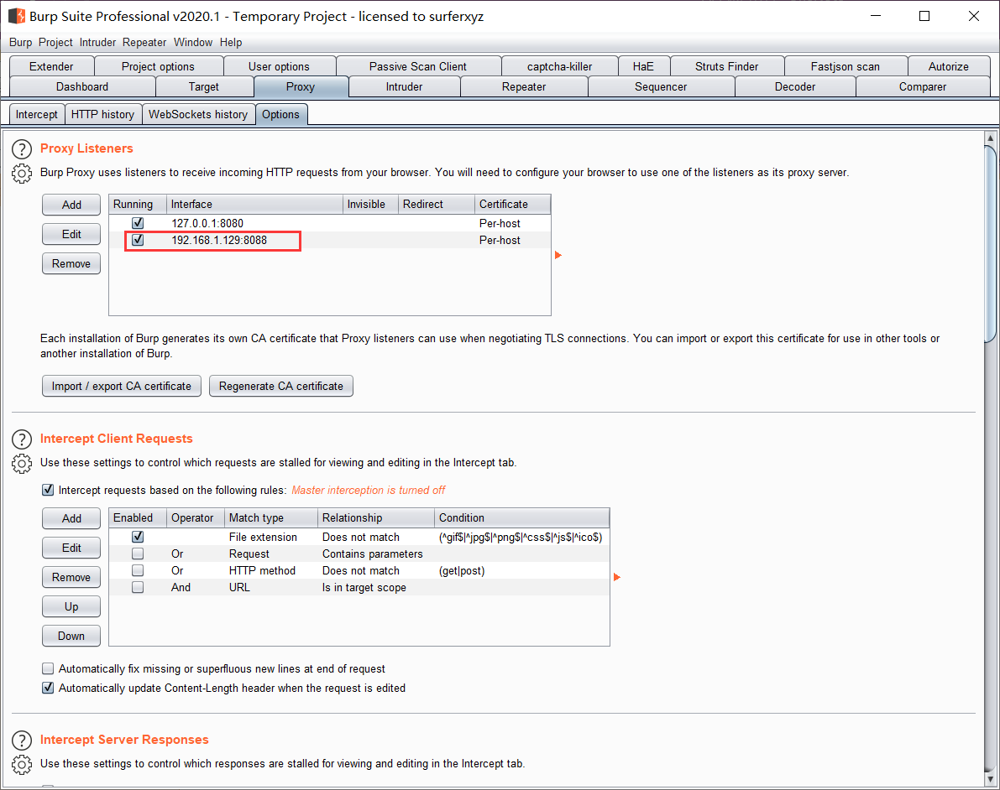 Burp Suite Professional v2020.1 - Temporary Project - licensed to surferxyz
Burp Project Intruder Repeater Window Help
Extender Project options User options Passive Scan Client captcha-killer HaE Struts Finder Fastjson scan Autorize
Dashboard Target Proxy Intruder Repeater Sequencer Decoder Comparer
Intercept HTTP history WebSockets history Options
? Proxy Listeners
Burp Proxy uses listeners to receive incoming HTTP requests from your browser. You will need to configure your browser to use one of the listeners as its proxy server.
Add Running Interface Invisible Redirect Certificate
127.0.0.1:8080 Per-host
Edit
192.168.1.129:8088 Per-host
Remove
Each installation of Burp generates its own CA certificate that Proxy listeners can use when negotiating TLS connections. You can import or export this certificate for use in other tools or
another installation of Burp.
Import / export CA certificate Regenerate CA certificate
? Intercept Client Requests
Use these settings to control which requests are stalled for viewing and editing in the Intercept tab.
Intercept requests based on the following rules: Master interception is turned off
Add Enabled Operator Match type Relationship Condition
File extension Does not match (^gif$|^jpg$|^png$|^css$|^js$|^ico$)
Edit Or Request Contains parameters
Remove Or HTTP method Does not match (get|post)
And URL Is in target scope
Up
Down
Automatically fix missing or superfluous new lines at end of request
Automatically update Content-Length header when the request is edited
? Intercept Server Responses
Use these settings to control which responses are stalled for viewing and editing in the Intercept tab.